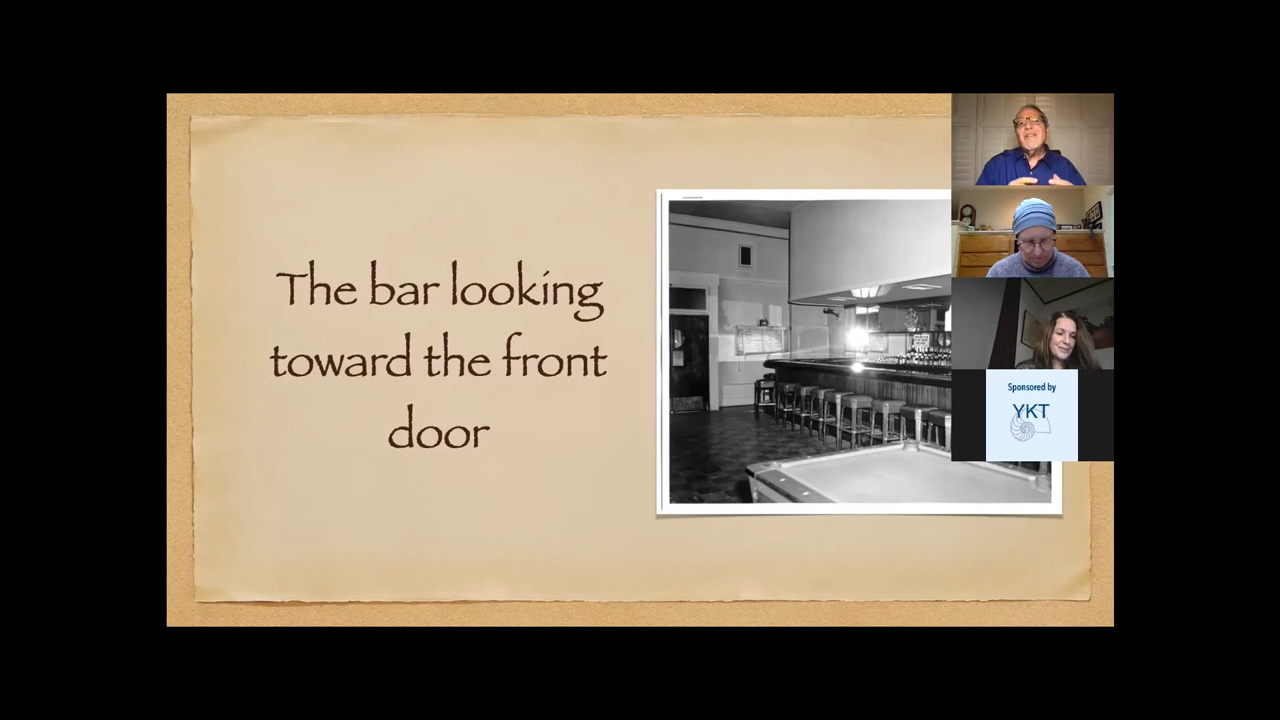 The bar looking
toward the front
door
Sponsored by
YKT